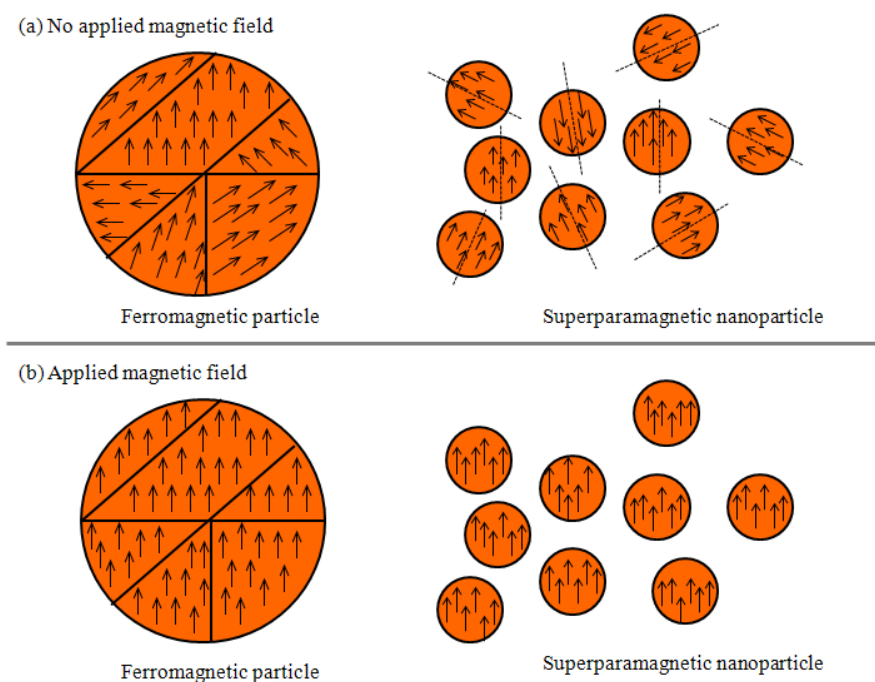 (a) No applied magnetic field
Ferromagnetic particle
Superparamagnetic nanoparticle
(b) Applied magnetic field
Ferromagnetic particle
Superparamagnetic nanoparticle